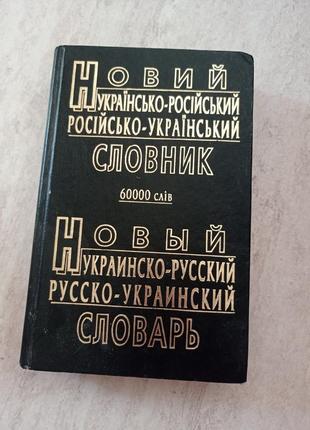 НОВИЙ
УКРАЇНСЬКО-РОСІЙСЬКИЙ
РОСІЙСЬКО-УКРАЇНСЬКИЙ
СЛОВНИК
60000 слів
НОВЫЙ
УКРАИНСКО-РУССКИЙ
РУССКО-УКРАИНСКИЙ
СЛОВАРЬ